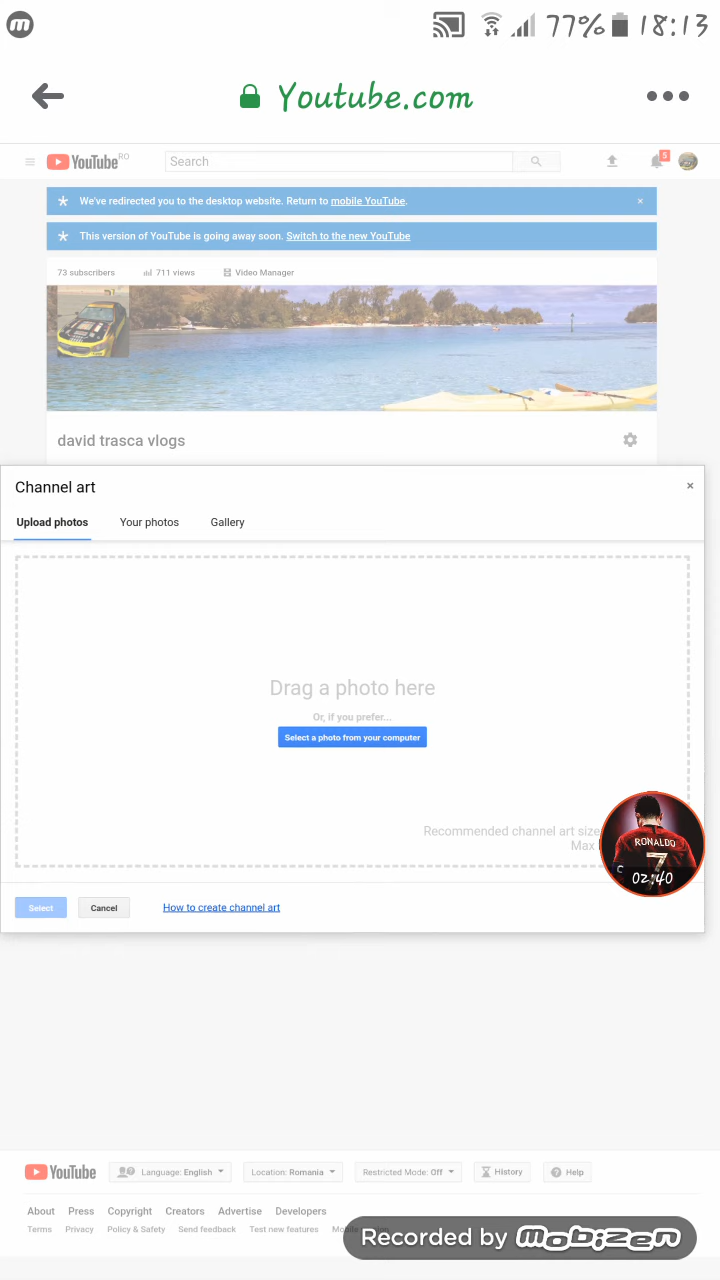 m
77% 18:13
Youtube.com
YouTube RO
Search
5
We've redirected you to the desktop website. Return to mobile YouTube. ×
This version of YouTube is going away soon. Switch to the new YouTube
73 subscribers 711 views Video Manager
david trasca vlogs
Channel art ×
Upload photos Your photos Gallery
Drag a photo here
Or, if you prefer...
Select a photo from your computer
Recommended channel art size
Max
RONALDO
7
02:40
Select Cancel How to create channel art
YouTube Language: English Location: Romania Restricted Mode: Off History Help
About Press Copyright Creators Advertise Developers
Terms Privacy Policy & Safety Send feedback Test new features
Recorded by mobizen